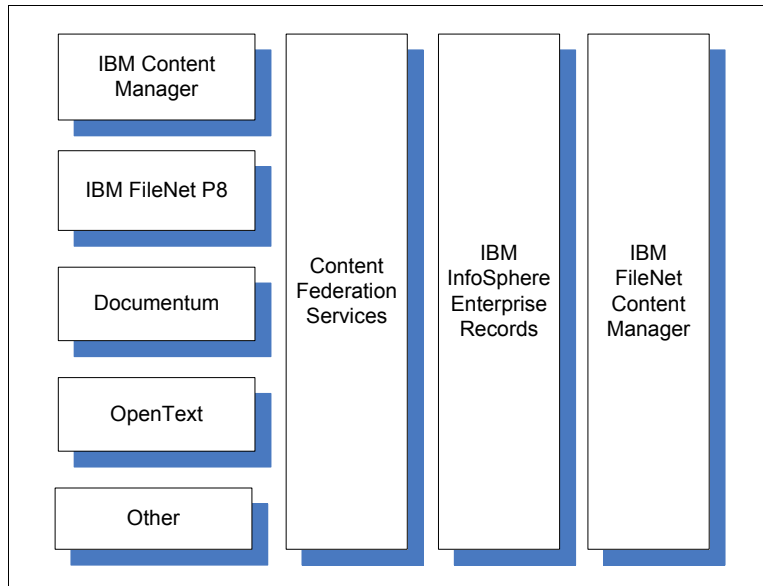 IBM Content
Manager
IBM FileNet P8
Documentum
OpenText
Other
Content
Federation
Services
IBM
InfoSphere
Enterprise
Records
IBM
FileNet
Content
Manager